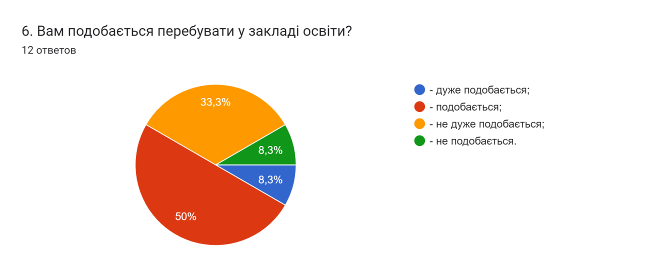 6. Вам подобається перебувати у закладі освіти?
12 ответов
33,3%
8,3%
8,3%
50%
- дуже подобається;
- подобається;
- не дуже подобається;
- не подобається.